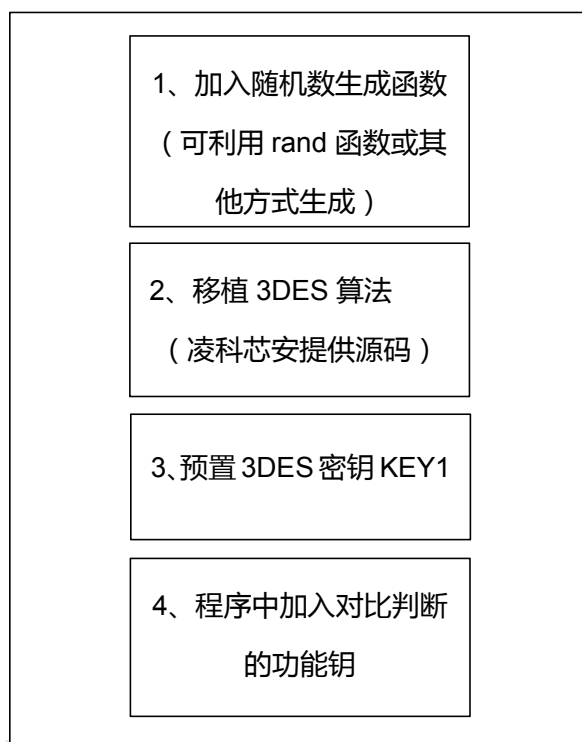 1、加入随机数生成函数
（可利用 rand 函数或其
他方式生成）
2、移植 3DES 算法
（凌科芯安提供源码）
3、预置 3DES 密钥 KEY1
4、程序中加入对比判断
的功能钥